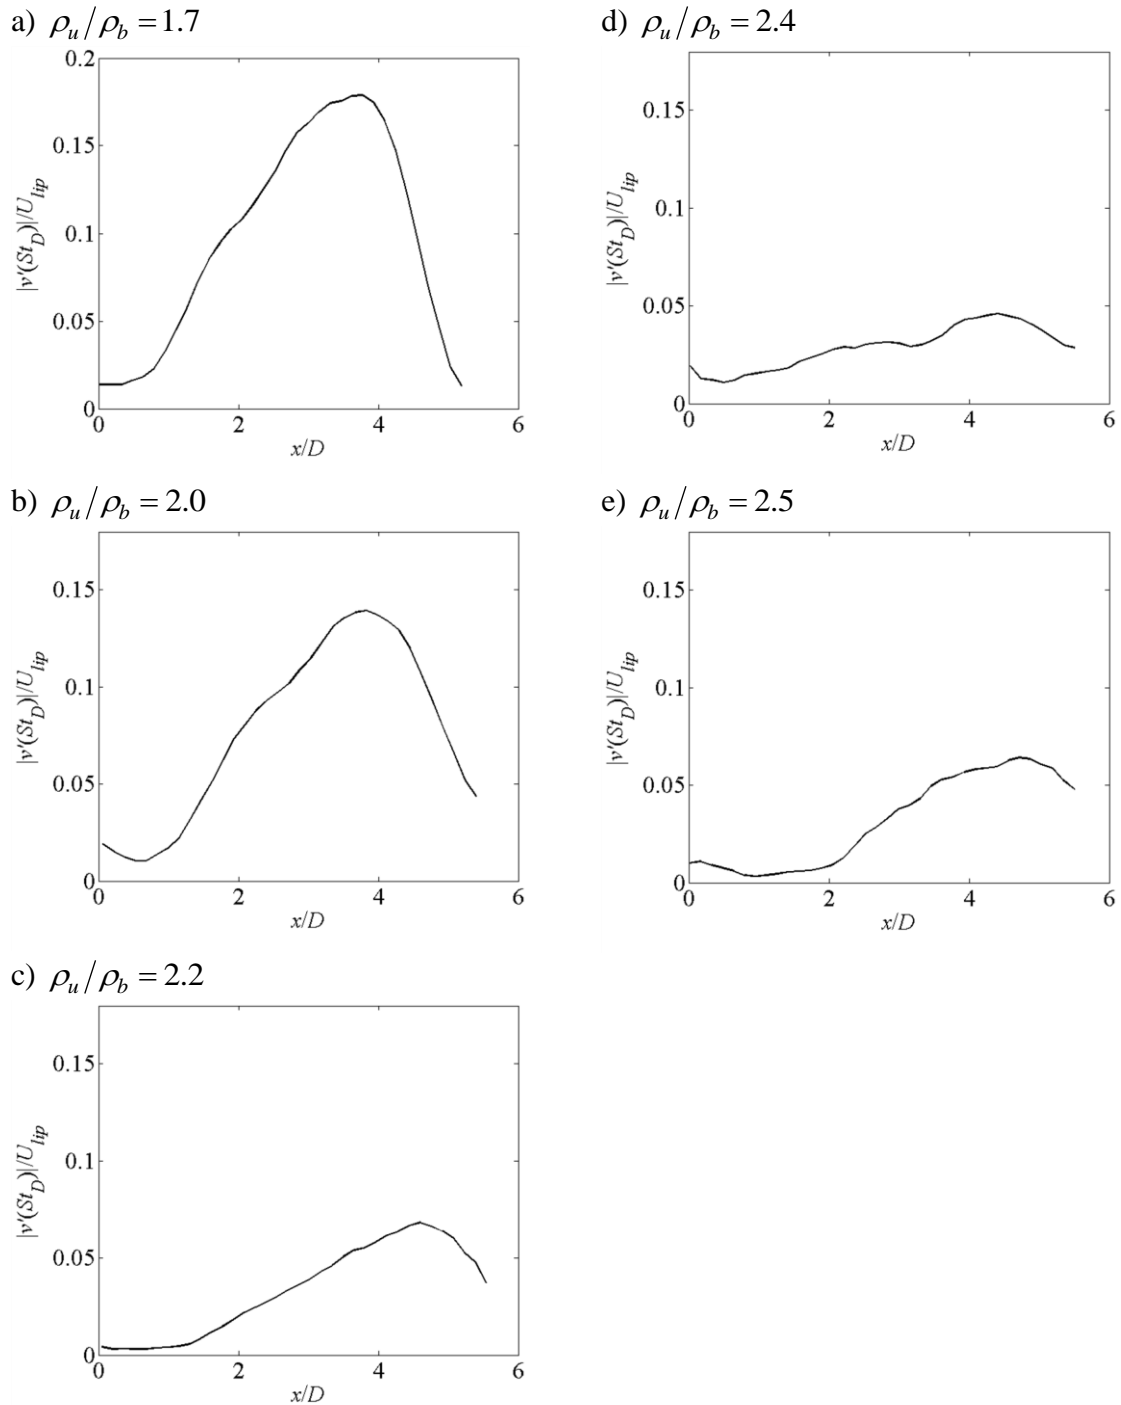 a) ρu/ρb = 1.7
0.2
0.15
0.1
0.05
0
|v'(StD)|/Ulip
0 2 4 6
x/D
b) ρu/ρb = 2.0
0.15
0.1
0.05
0
|v'(StD)|/Ulip
0 2 4 6
x/D
c) ρu/ρb = 2.2
0.15
0.1
0.05
0
|v'(StD)|/Ulip
0 2 4 6
x/D
d) ρu/ρb = 2.4
0.15
0.1
0.05
0
|v'(StD)|/Ulip
0 2 4 6
x/D
e) ρu/ρb = 2.5
0.15
0.1
0.05
0
|v'(StD)|/Ulip
0 2 4 6
x/D